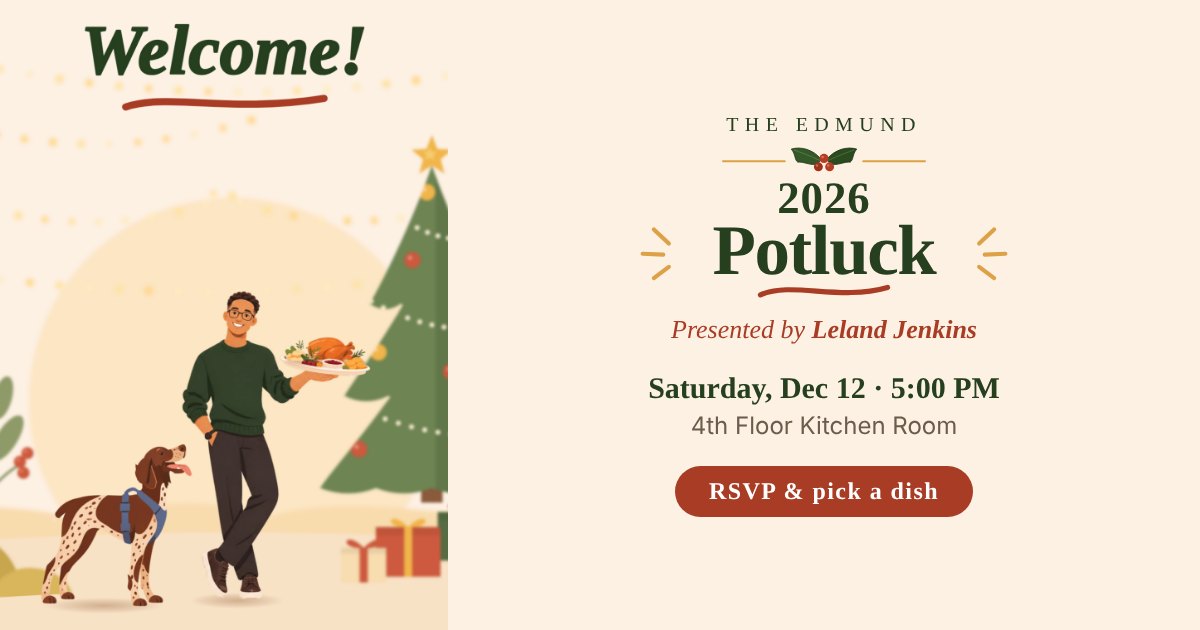 Welcome!
THE EDMUND
2026
Potluck
Presented by Leland Jenkins
Saturday, Dec 12 · 5:00 PM
4th Floor Kitchen Room
RSVP & pick a dish